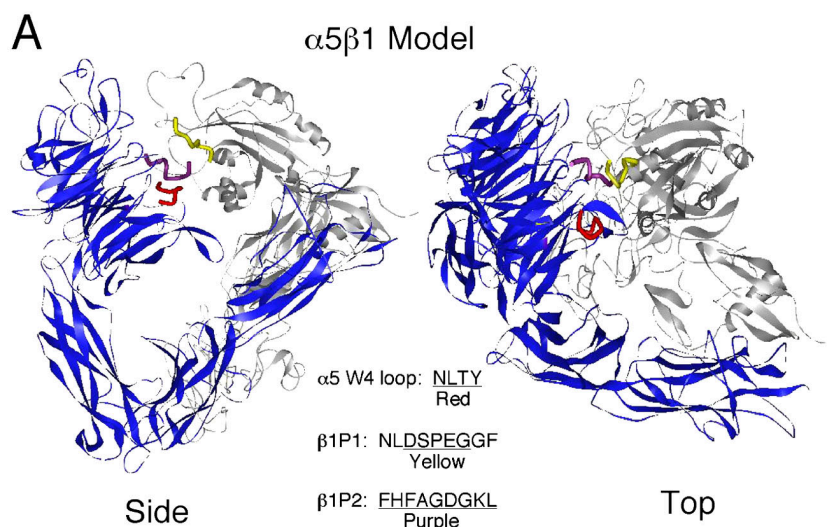 A
α5β1 Model
α5 W4 loop: NLTY
Red
β1P1: NLDSPEGGF
Yellow
β1P2: FHFAGDGKL
Purple
Side
Top